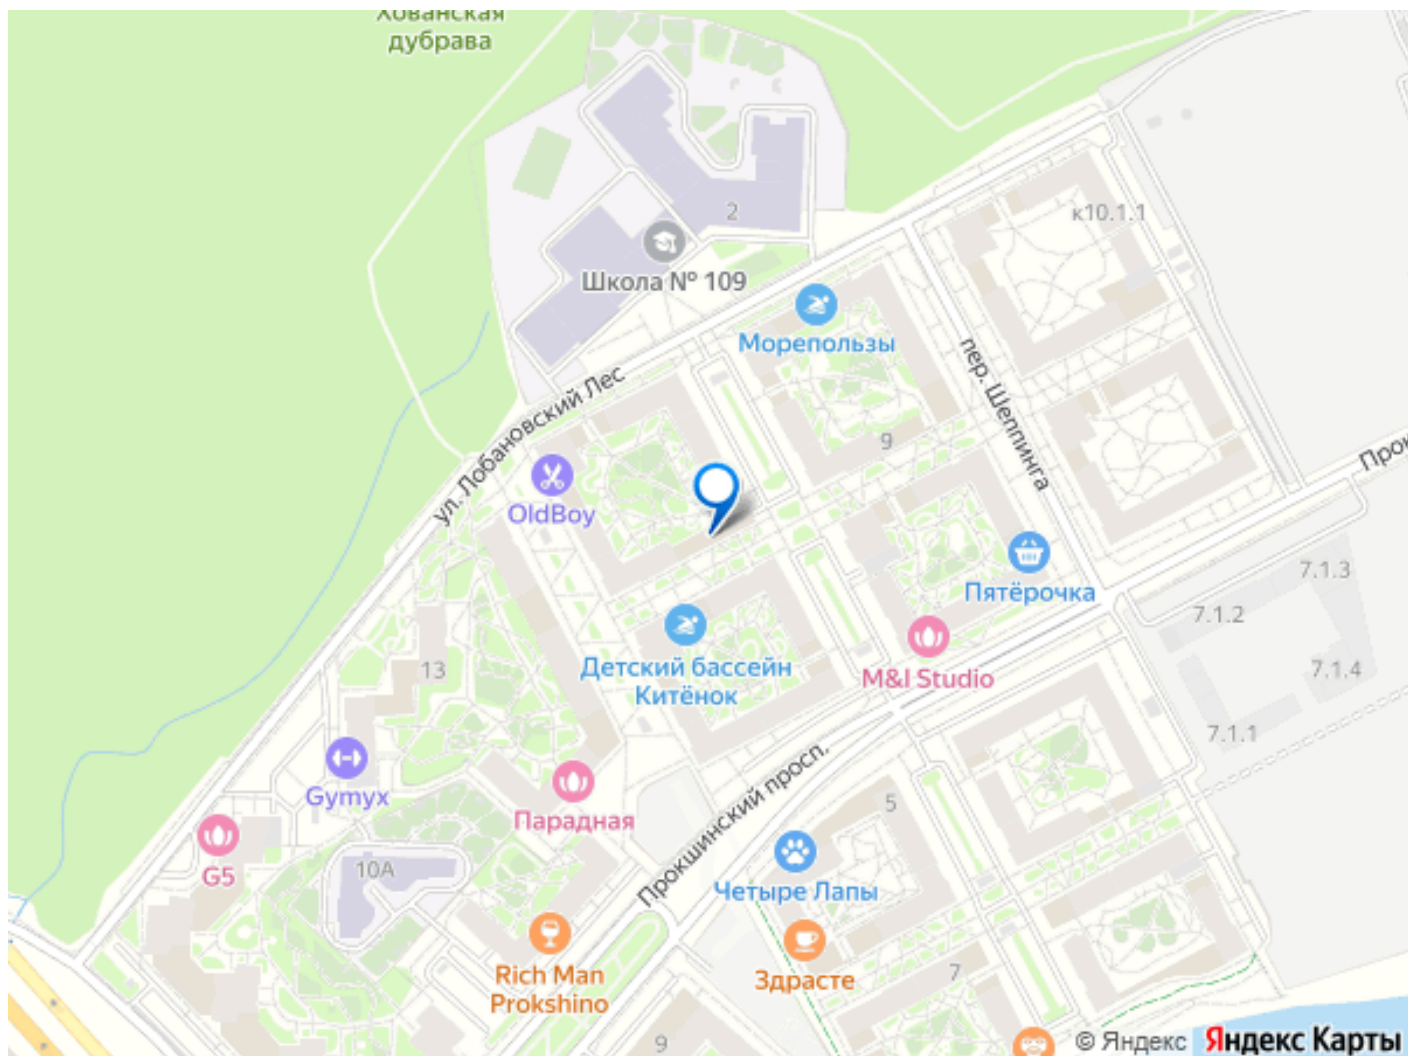 Хованская
дубрава
к10.1.1
2
Школа № 109
Морепользы
пер. Шеппинга
ул. Лобановский Лес
9
OldBoy
Пятёрочка
7.1.3
7.1.2
7.1.4
7.1.1
Детский бассейн
Китёнок
M&I Studio
13
Gymyx
Парадная
Прокшинский просп.
5
G5
10А
Четыре Лапы
Rich Man
Prokshino
Здрасте
7
9
© Яндекс Яндекс Карты